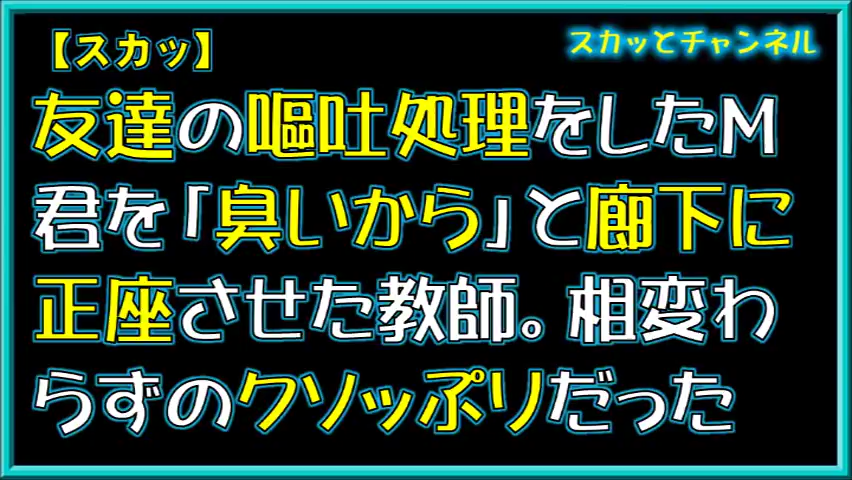 【スカッ】
スカッとチャンネル
友達の嘔吐処理をしたM
君を「臭いから」と廊下に
正座させた教師。相変わ
らずのクソッぷりだった